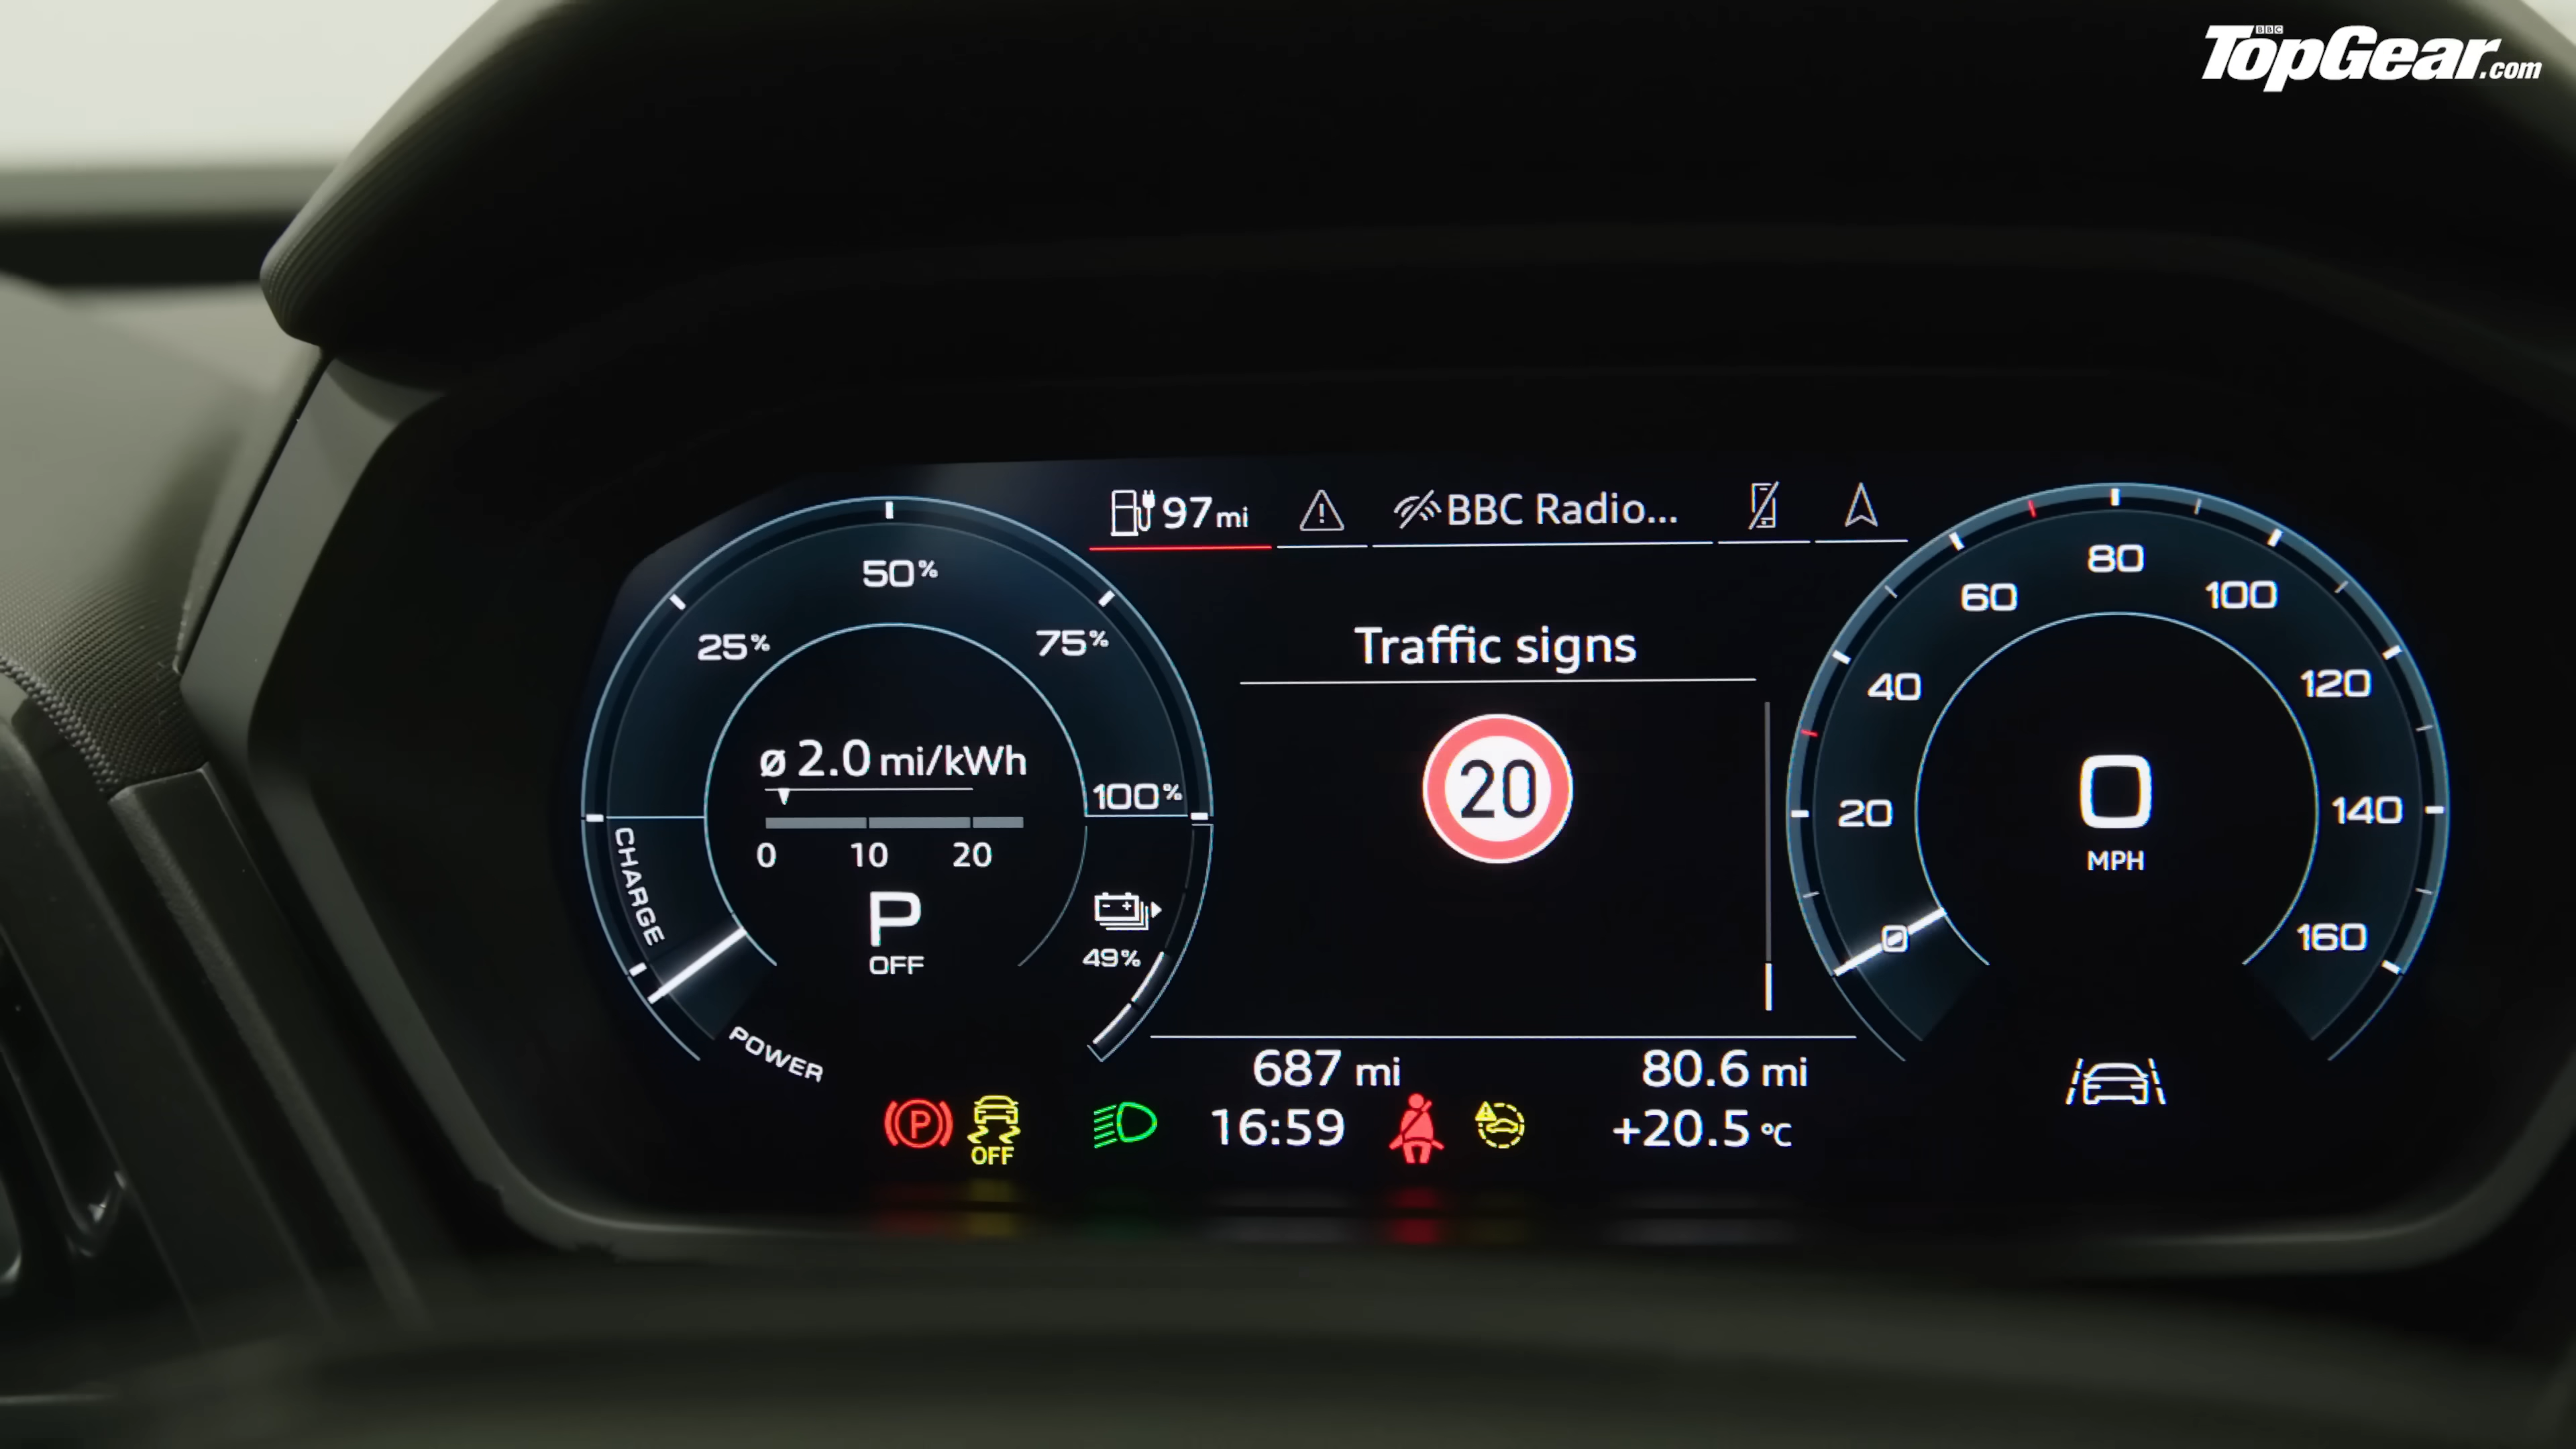 BBC
TopGear.com
97 mi
BBC Radio...
25%
50%
75%
100%
ø 2.0 mi/kWh
0 10 20
P
OFF
CHARGE
POWER
49%
Traffic signs
20
0
20
40
60
80
100
120
140
160
0
MPH
687 mi
80.6 mi
P
OFF
16:59
+20.5 °C